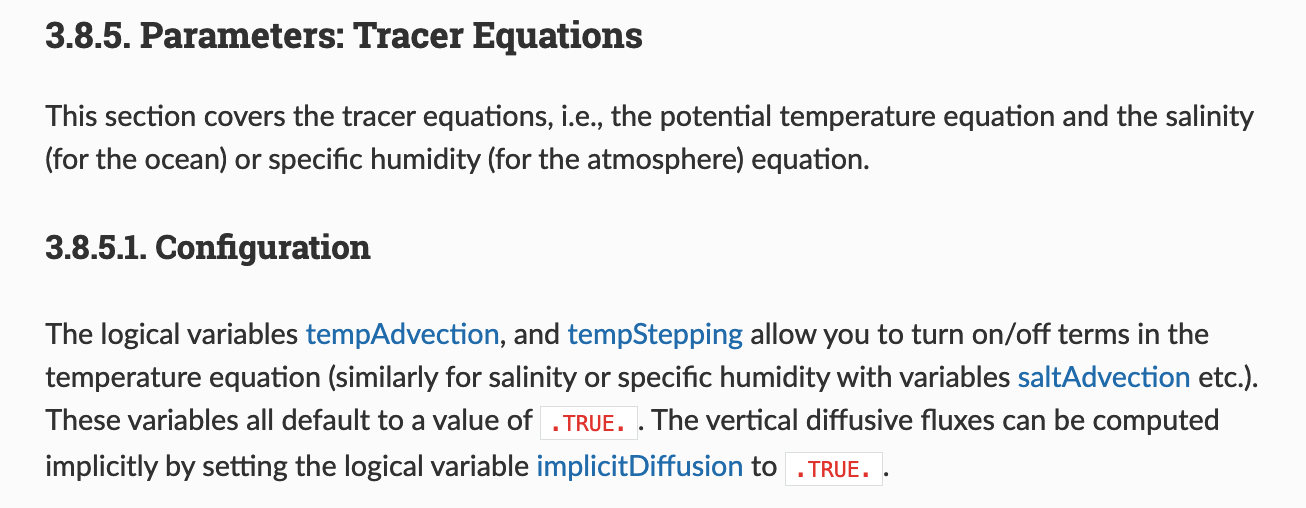 3.8.5. Parameters: Tracer Equations
This section covers the tracer equations, i.e., the potential temperature equation and the salinity
(for the ocean) or specific humidity (for the atmosphere) equation.
3.8.5.1. Configuration
The logical variables tempAdvection, and tempStepping allow you to turn on/off terms in the
temperature equation (similarly for salinity or specific humidity with variables saltAdvection etc.).
These variables all default to a value of .TRUE. . The vertical diffusive fluxes can be computed
implicitly by setting the logical variable implicitDiffusion to .TRUE. .